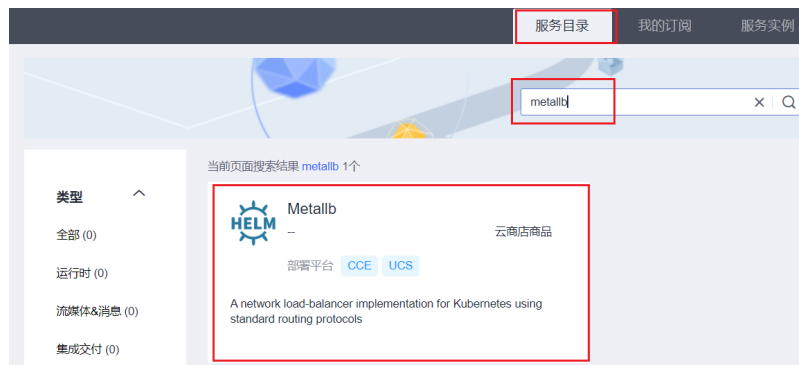 服务目录 我的订阅 服务实例
metallb
当前页面搜索结果 metallb 1个
类型
全部 (0)
运行时 (0)
流媒体&消息 (0)
集成交付 (0)
HELM
Metallb
--
云商店商品
部署平台 CCE UCS
A network load-balancer implementation for Kubernetes using
standard routing protocols